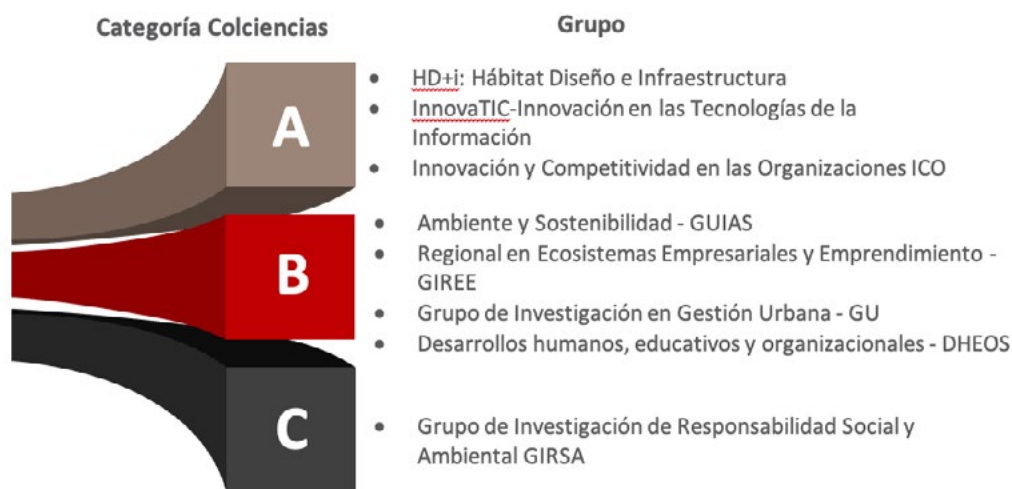 Categoría Colciencias
Grupo
A
• HD+i: Hábitat Diseño e Infraestructura
• InnovaTIC-Innovación en las Tecnologías de la
Información
• Innovación y Competitividad en las Organizaciones ICO
B
• Ambiente y Sostenibilidad - GUIAS
• Regional en Ecosistemas Empresariales y Emprendimiento -
GIREE
• Grupo de Investigación en Gestión Urbana - GU
• Desarrollos humanos, educativos y organizacionales - DHEOS
C
• Grupo de Investigación de Responsabilidad Social y
Ambiental GIRSA